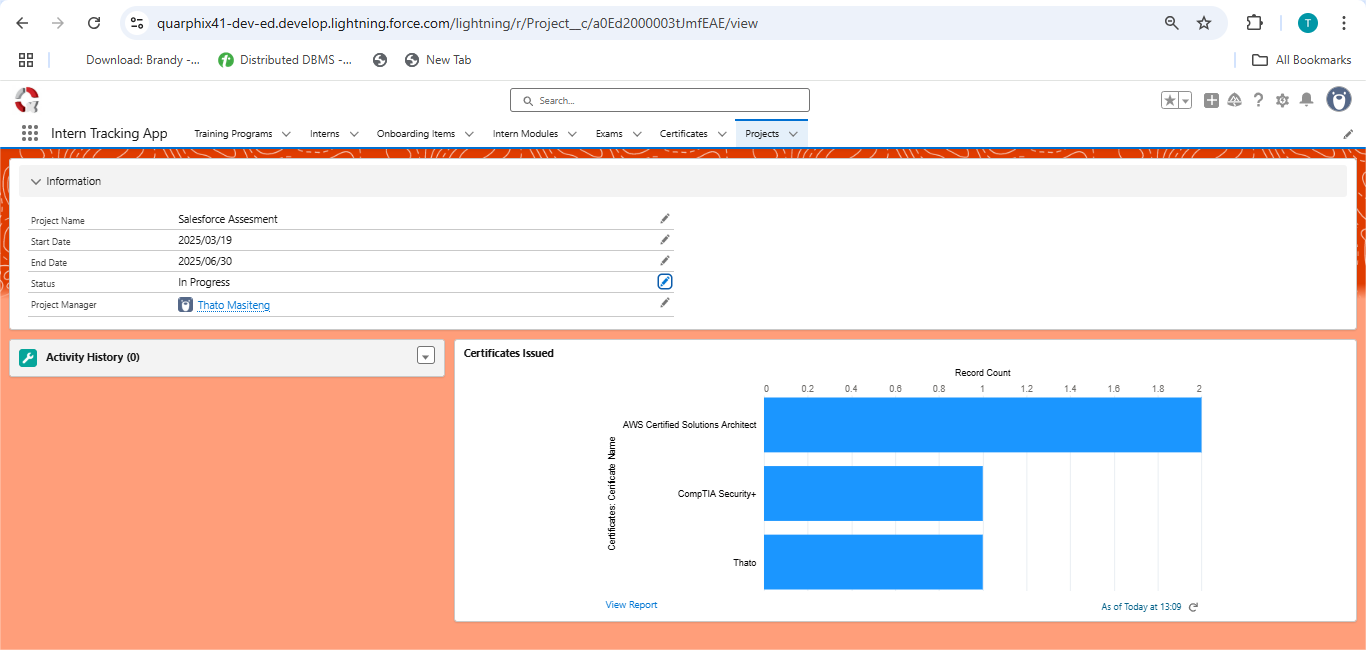 quarphix41-dev-ed.develop.lightning.force.com/lightning/r/Project__c/a0Ed2000003tJmfEAE/view
T
Download: Brandy -...
Distributed DBMS -...
New Tab
All Bookmarks
Search...
Intern Tracking App
Training Programs
Interns
Onboarding Items
Intern Modules
Exams
Certificates
Projects
Information
Project Name Salesforce Assesment
Start Date 2025/03/19
End Date 2025/06/30
Status In Progress
Project Manager Thato Masiteng
Activity History (0)
Certificates Issued
Record Count
0 0.2 0.4 0.6 0.8 1 1.2 1.4 1.6 1.8 2
Certificates: Cerificate Name
AWS Certified Solutions Architect
CompTIA Security+
Thato
View Report
As of Today at 13:09